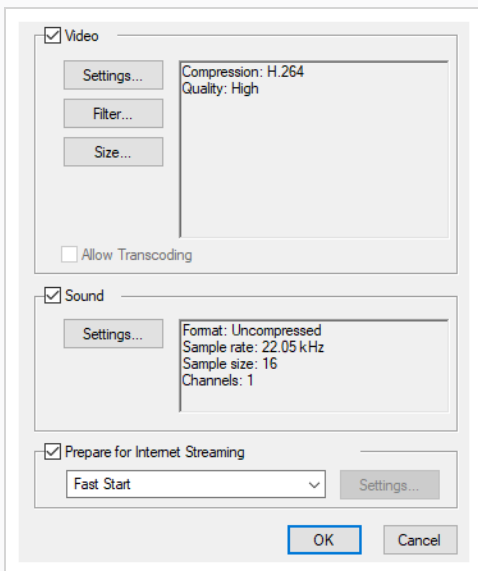 Video
Settings...
Compression: H.264
Quality: High
Filter...
Size...
Allow Transcoding
Sound
Settings...
Format: Uncompressed
Sample rate: 22.05 kHz
Sample size: 16
Channels: 1
Prepare for Internet Streaming
Fast Start
Settings...
OK
Cancel